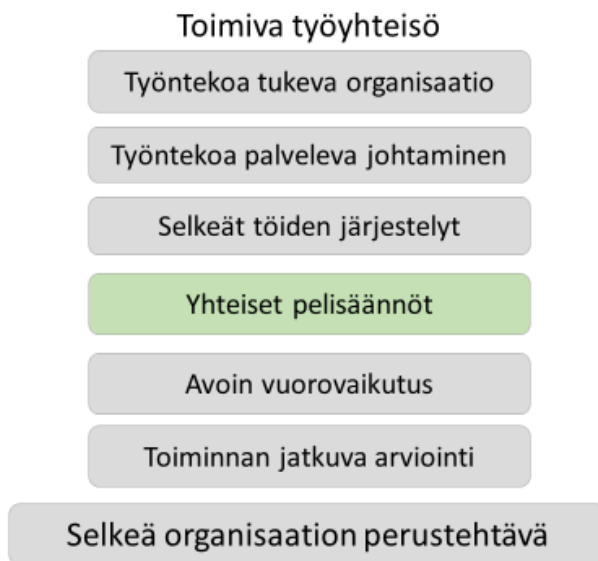 Toimiva työyhteisö
Työntekoa tukeva organisaatio
Työntekoa palveleva johtaminen
Selkeät töiden järjestelyt
Yhteiset pelisäännöt
Avoin vuorovaikutus
Toiminnan jatkuva arviointi
Selkeä organisaation perustehtävä